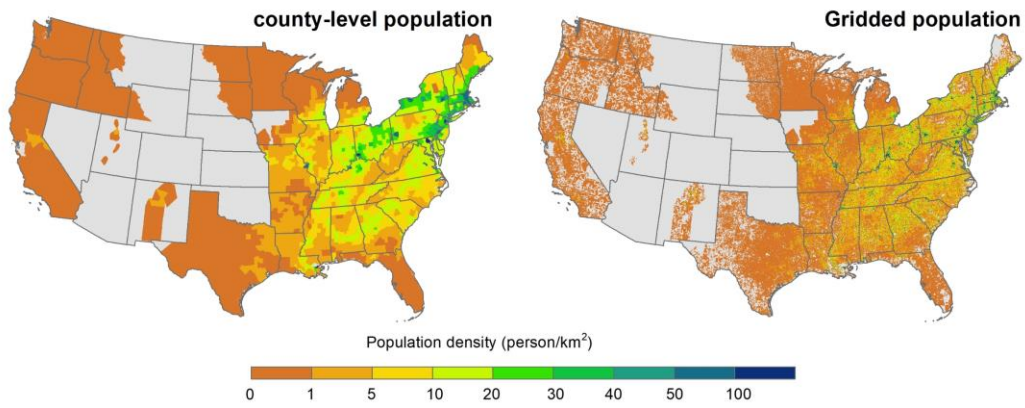 county-level population
Gridded population
Population density (person/km²)
0 1 5 10 20 30 40 50 100